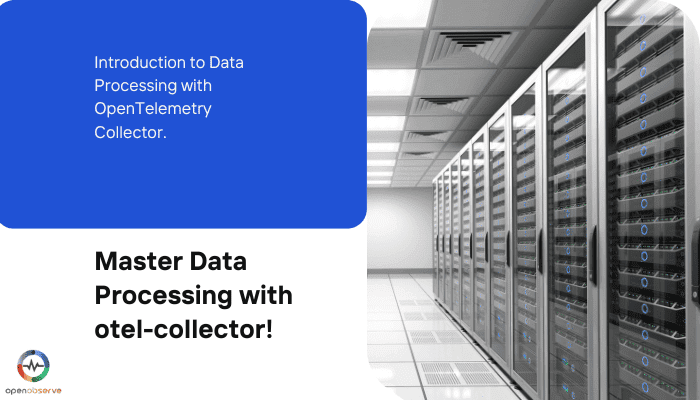 Introduction to Data
Processing with
OpenTelemetry
Collector.
Master Data
Processing with
otel-collector!
openobserve